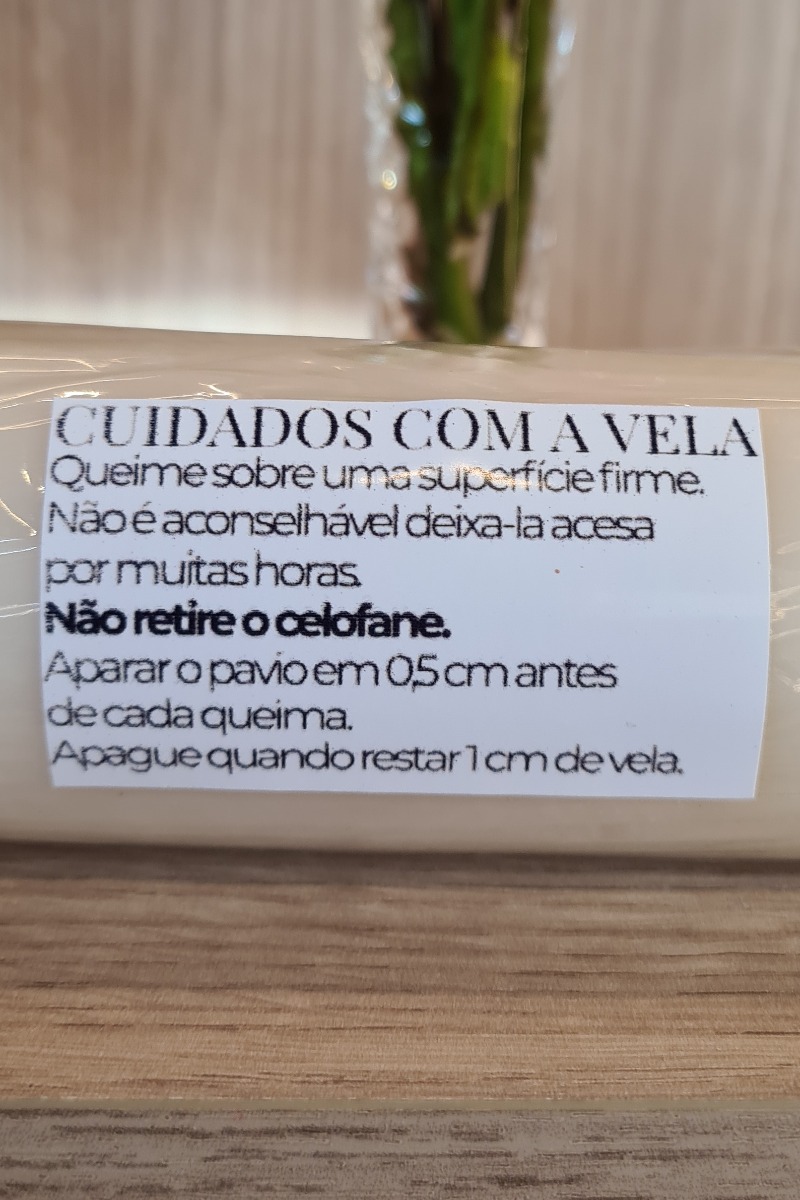 CUIDADOS COM A VELA
Queime sobre uma superfície firme.
Não é aconselhável deixa-la acesa
por muitas horas.
Não retire o celofane.
Aparar o pavio em 0,5 cm antes
de cada queima.
Apague quando restar 1 cm de vela.